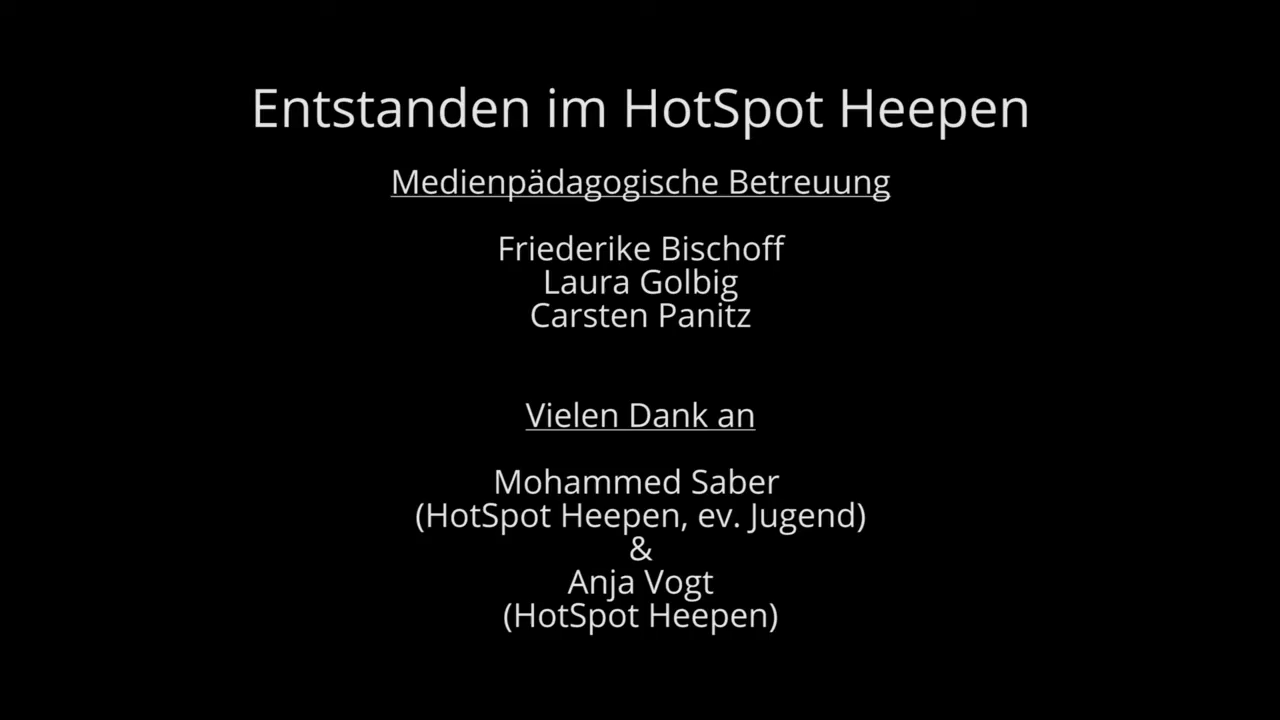 Entstanden im HotSpot Heepen
Medienpädagogische Betreuung
Friederike Bischoff
Laura Golbig
Carsten Panitz
Vielen Dank an
Mohammed Saber
(HotSpot Heepen, ev. Jugend)
&
Anja Vogt
(HotSpot Heepen)